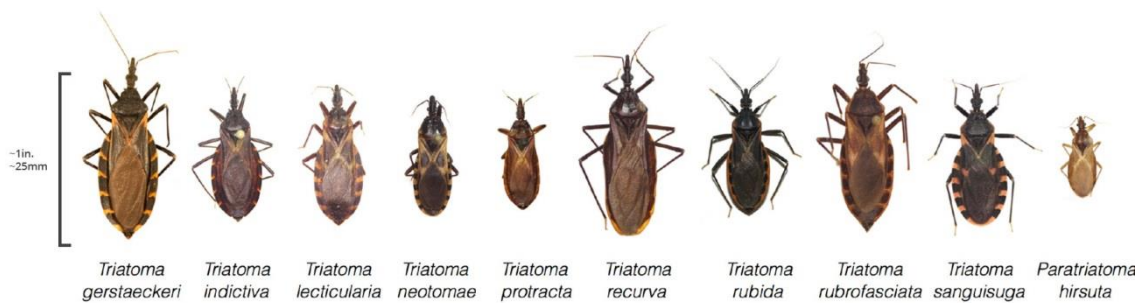 ~1in.
~25mm
Triatoma gerstaeckeri
Triatoma indictiva
Triatoma lecticularia
Triatoma neotomae
Triatoma protracta
Triatoma recurva
Triatoma rubida
Triatoma rubrofasciata
Triatoma sanguisuga
Paratriatoma hirsuta